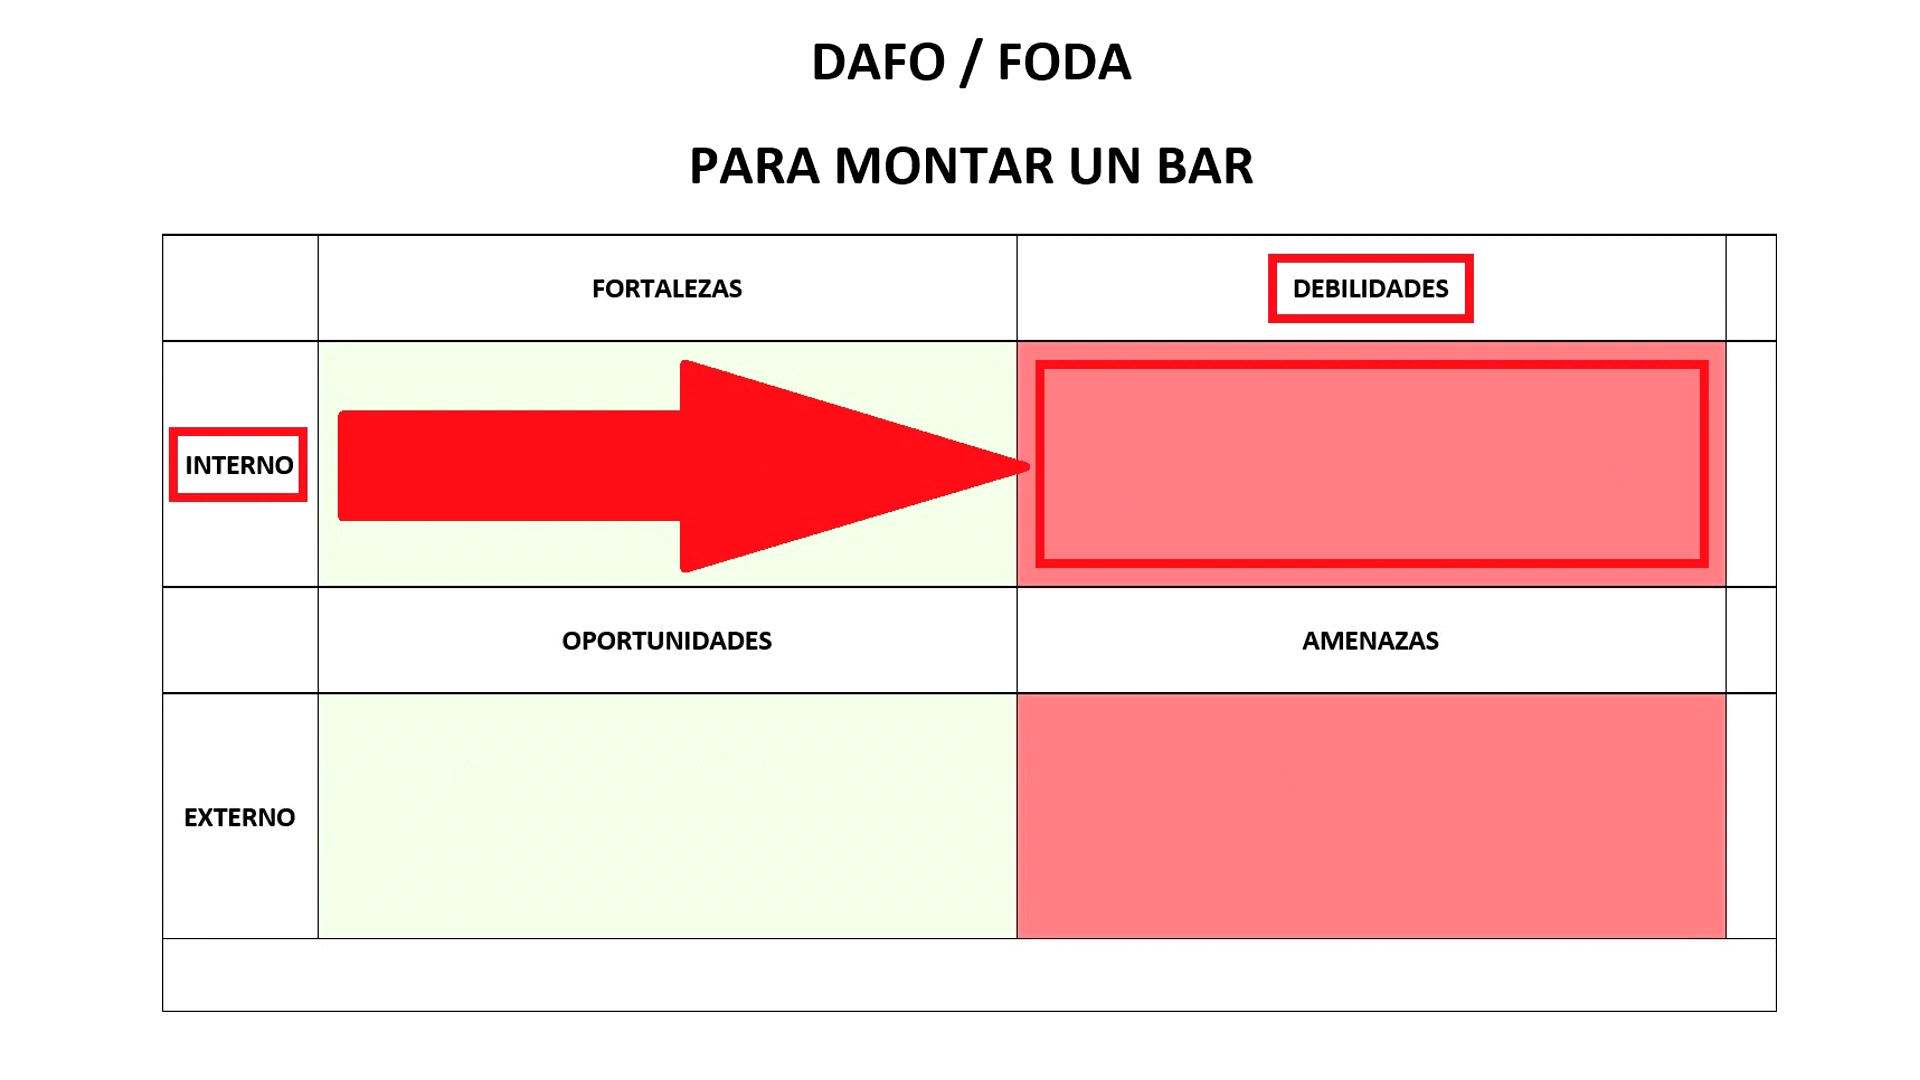 DAFO / FODA
PARA MONTAR UN BAR
FORTALEZAS
DEBILIDADES
INTERNO
OPORTUNIDADES
AMENAZAS
EXTERNO